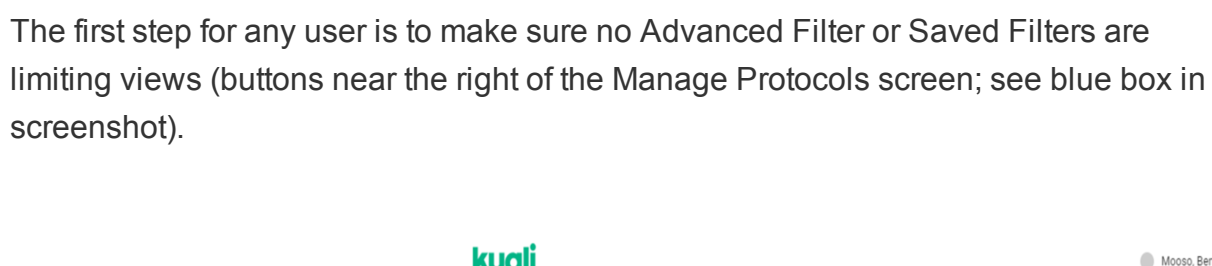 The first step for any user is to make sure no Advanced Filter or Saved Filters are
limiting views (buttons near the right of the Manage Protocols screen; see blue box in
screenshot).
kuali
Mooso, Ben